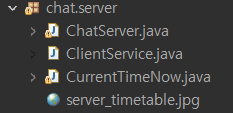 chat.server
ChatServer.java
ClientService.java
CurrentTimeNow.java
server_timetable.jpg